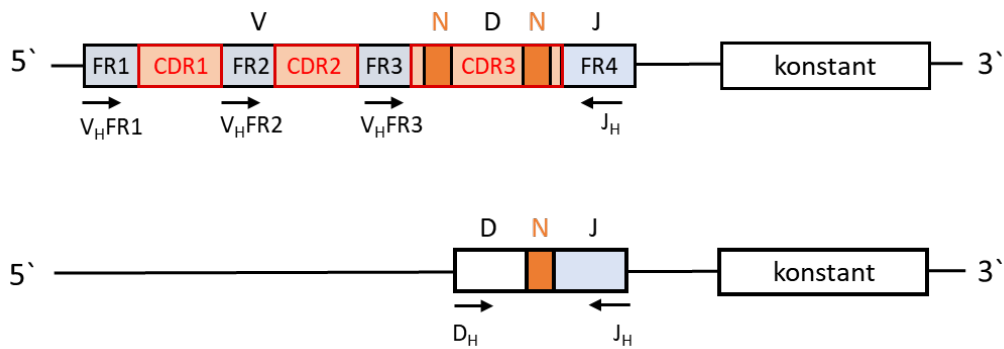 V N D N J
5` FR1 CDR1 FR2 CDR2 FR3 CDR3 FR4 konstant 3`
VHFR1 VHFR2 VHFR3 JH
D N J
5` konstant 3`
DH JH